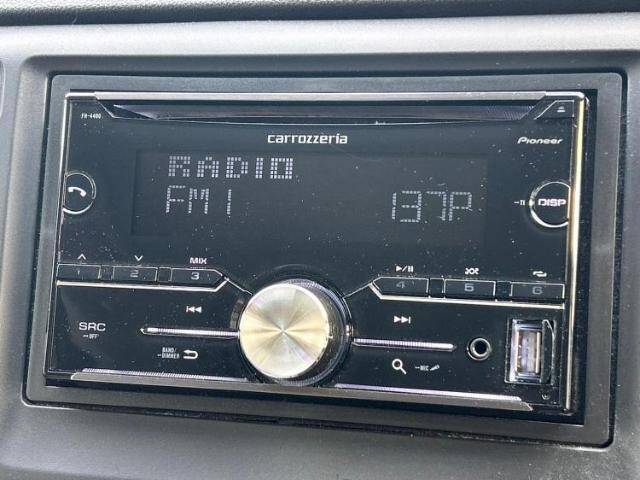 FH-4400
carrozzeria
Pioneer
RADIO
FM1 137P
DISP
MIX
1 2 3
4 5 6
SRC
OFF
BAND/
DIMMER
MIC